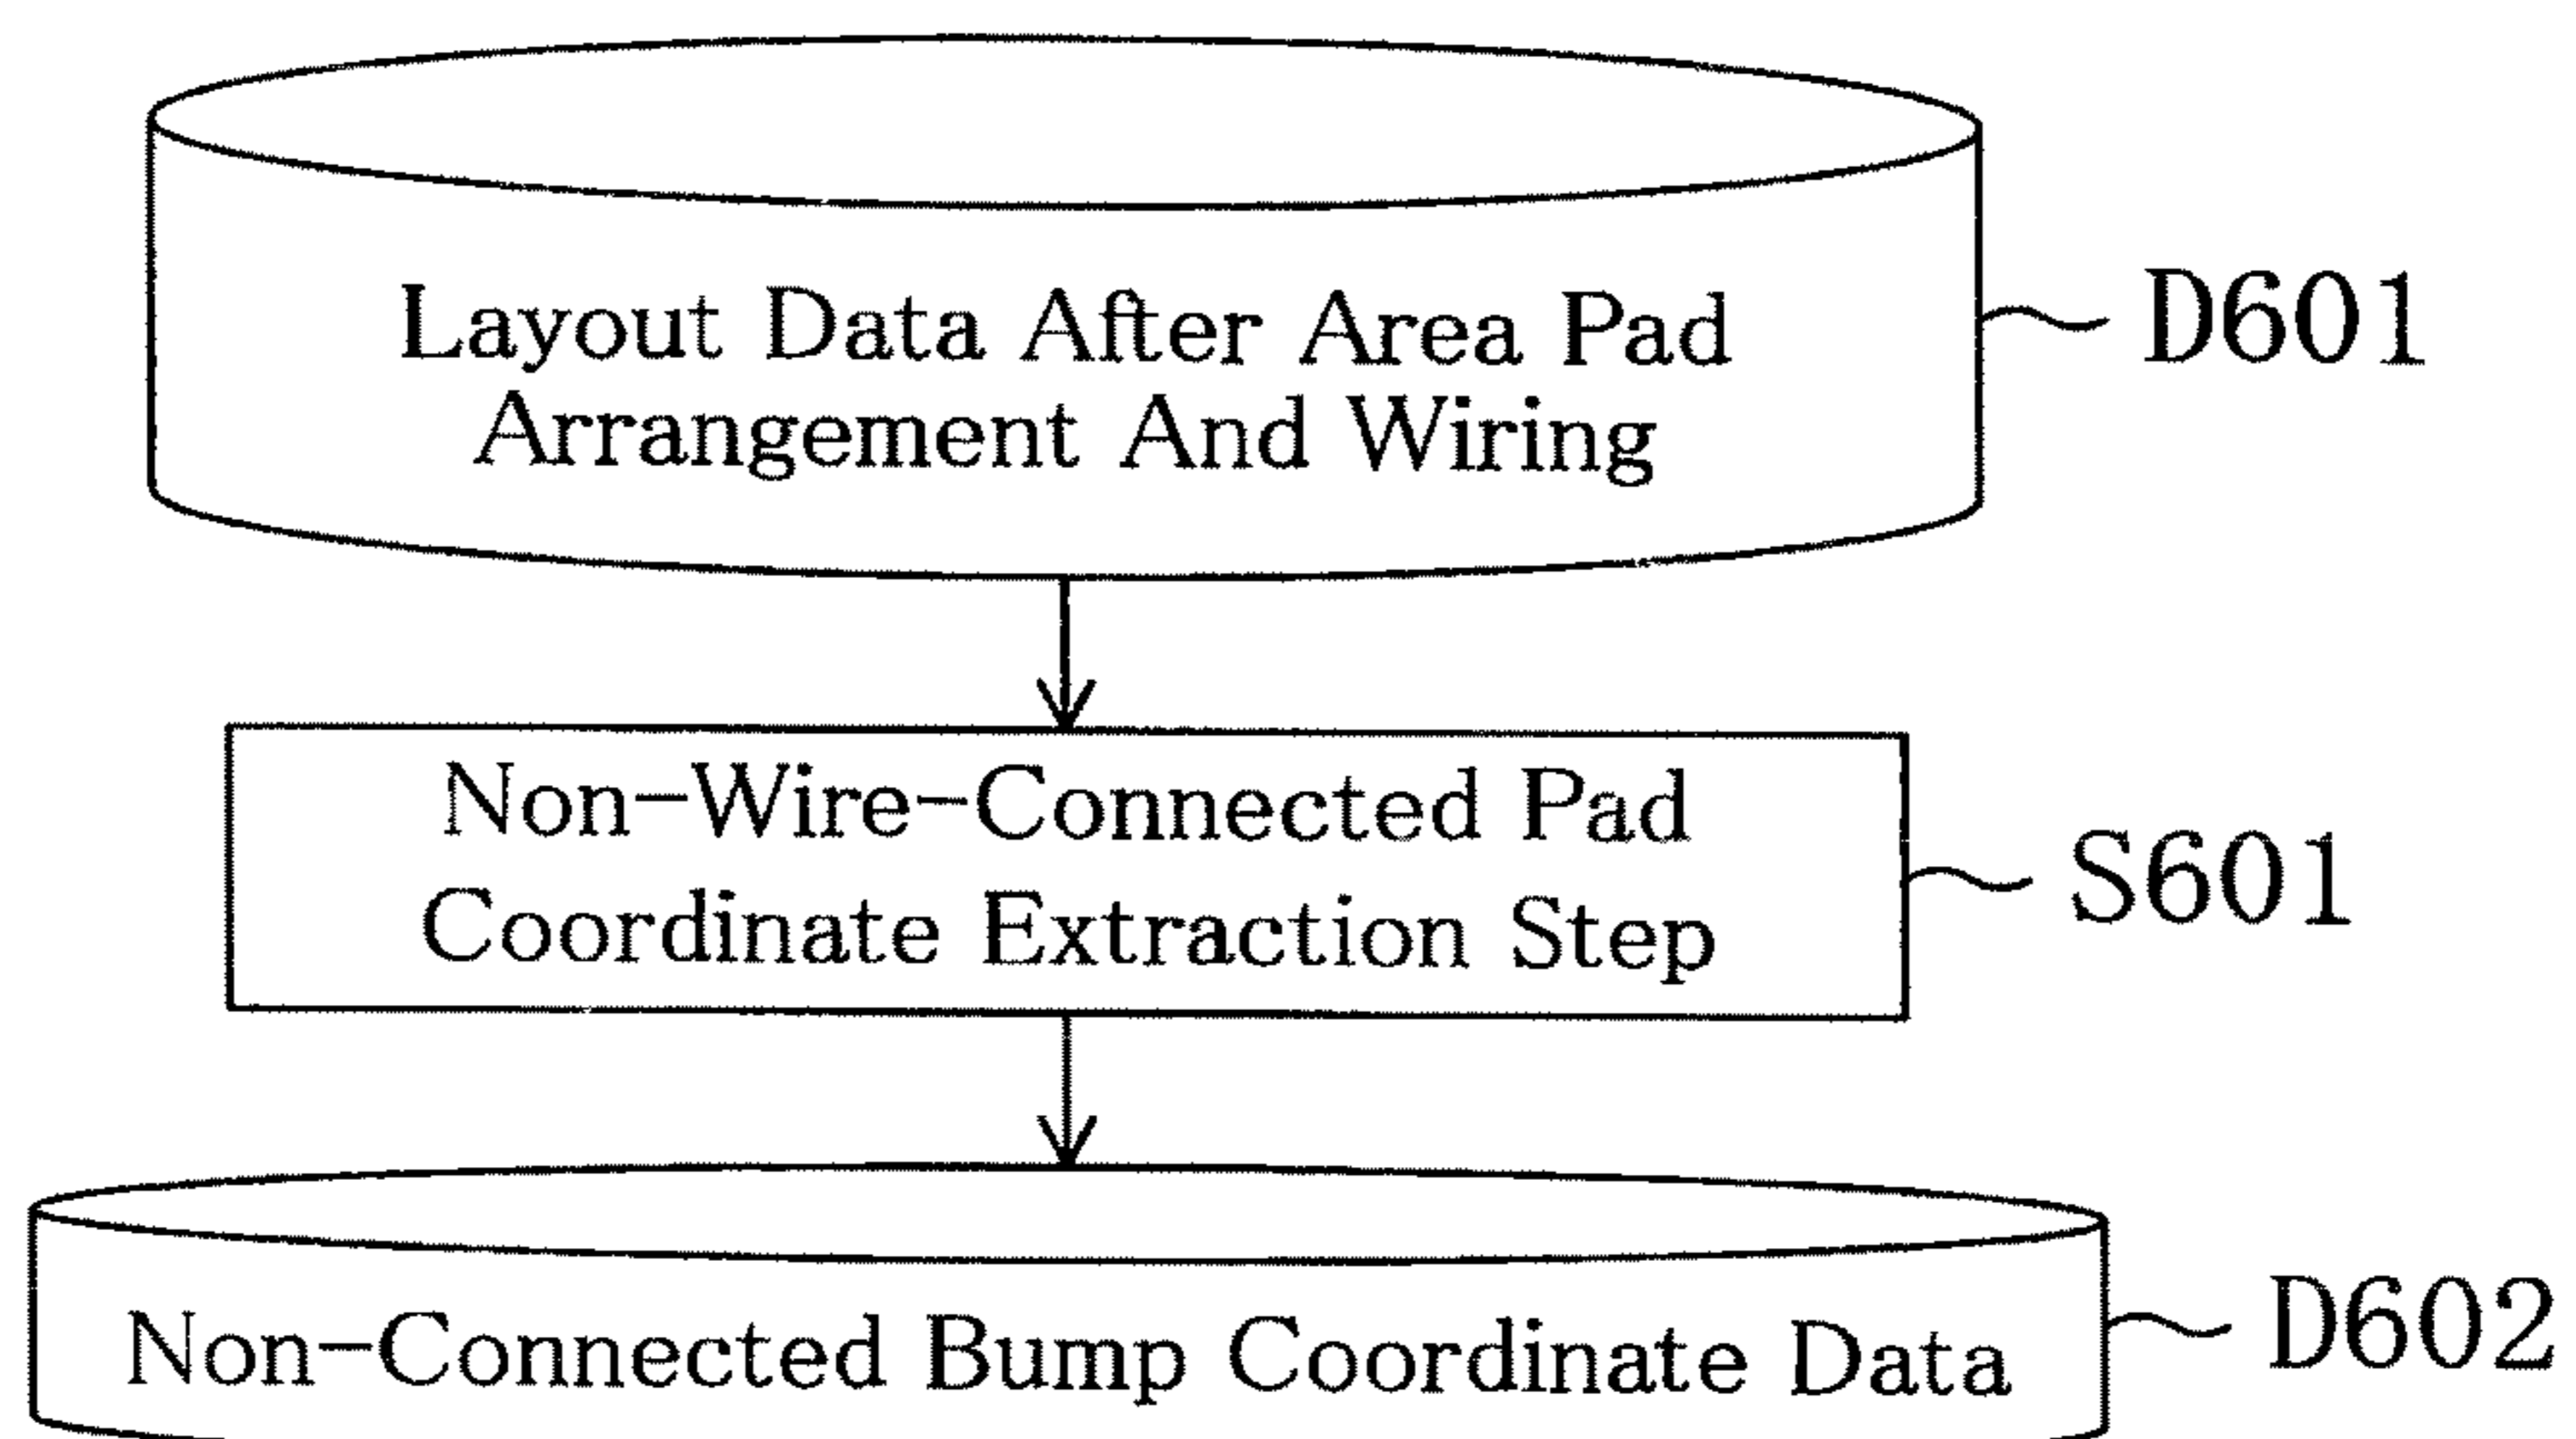 Layout Data After Area Pad
Arrangement And Wiring
D601
Non-Wire-Connected Pad
Coordinate Extraction Step
S601
Non-Connected Bump Coordinate Data
D602